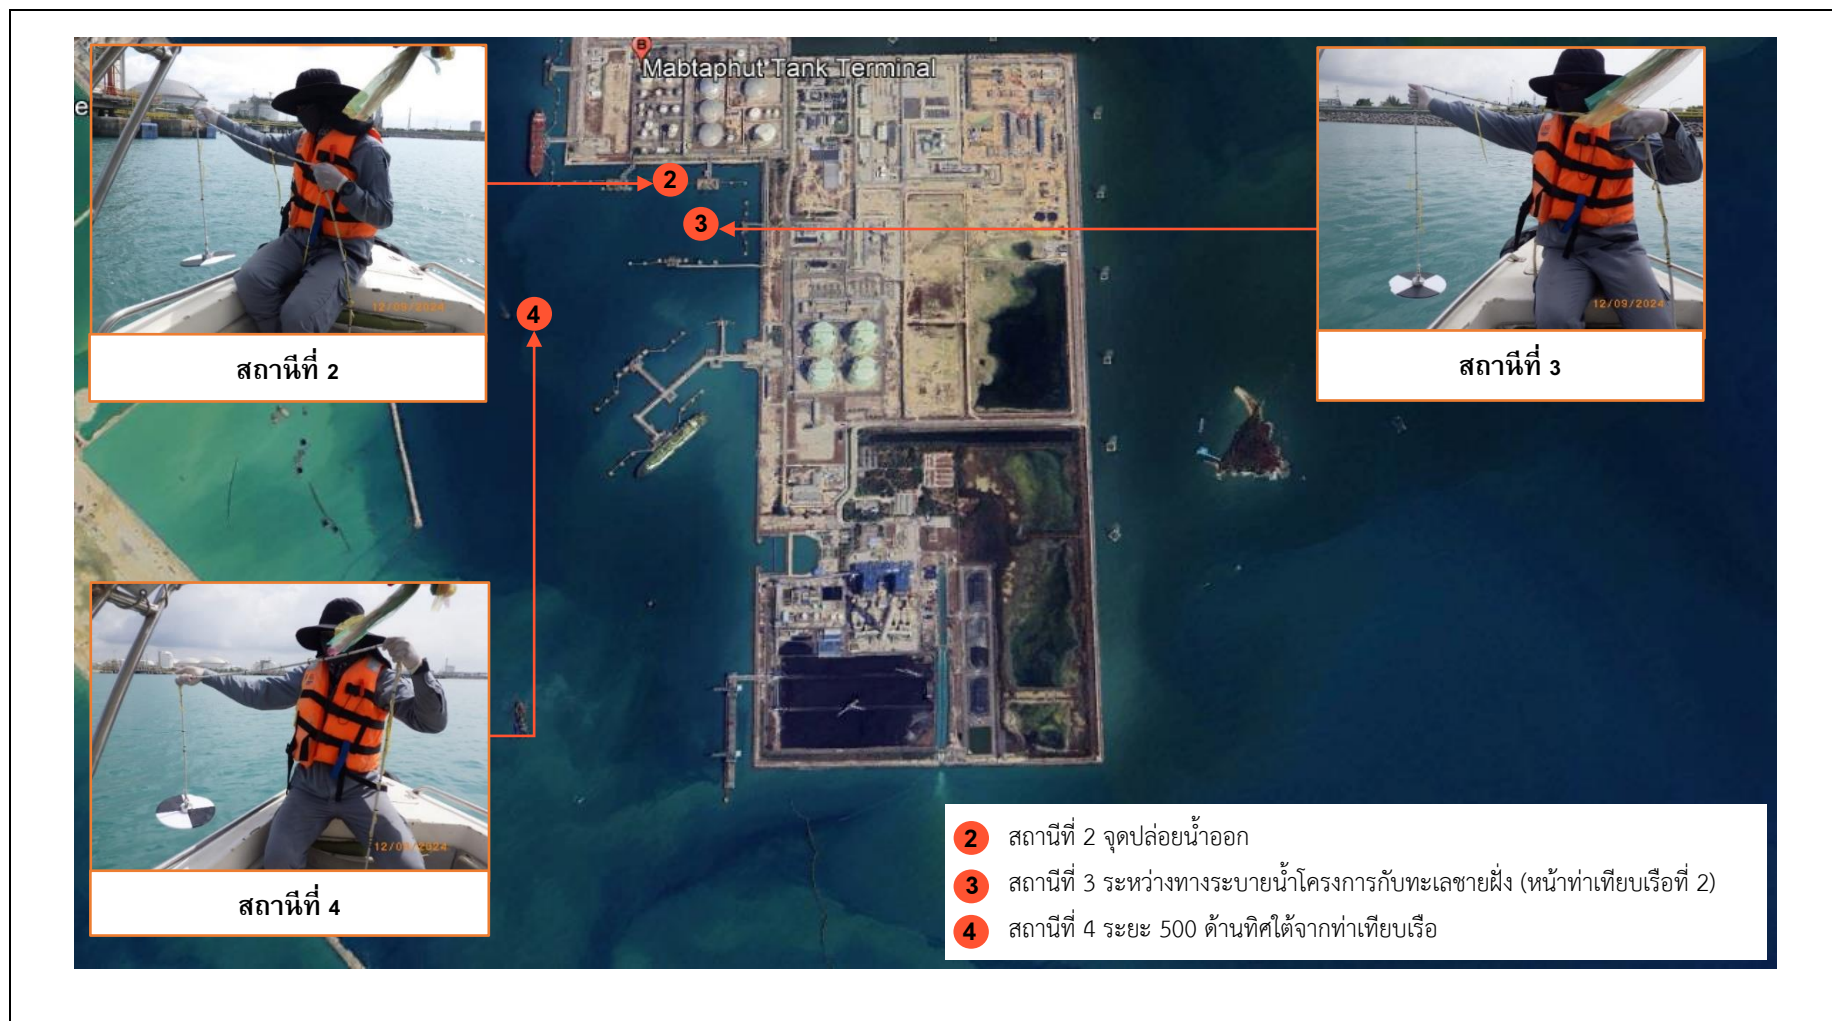 B
Mabtaphut Tank Terminal
e
2
3
4
12/09/2024
สถานีที่ 2
12/09/2024
สถานีที่ 3
12/09/2024
สถานีที่ 4
2 สถานีที่ 2 จุดปล่อยน้ำออก
3 สถานีที่ 3 ระหว่างทางระบายน้ำโครงการกับทะเลชายฝั่ง (หน้าท่าเทียบเรือที่ 2)
4 สถานีที่ 4 ระยะ 500 ด้านทิศใต้จากท่าเทียบเรือ